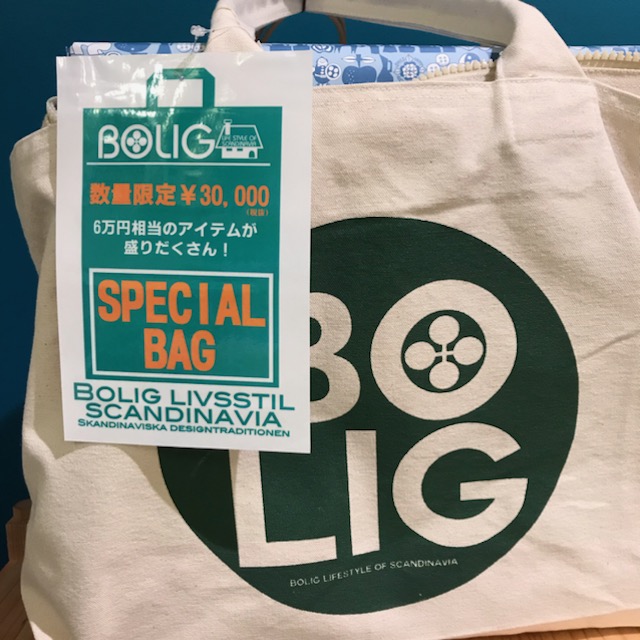 BOLIG
LIFE STYLE OF
SCANDINAVIA
数量限定￥30,000
(税抜)
6万円相当のアイテムが
盛りだくさん！
SPECIAL
BAG
BOLIG LIVSSTIL
SCANDINAVIA
SKANDINAVISKA DESIGNTRADITIONEN
BO
LIG
BOLIG LIFESTYLE OF SCANDINAVIA